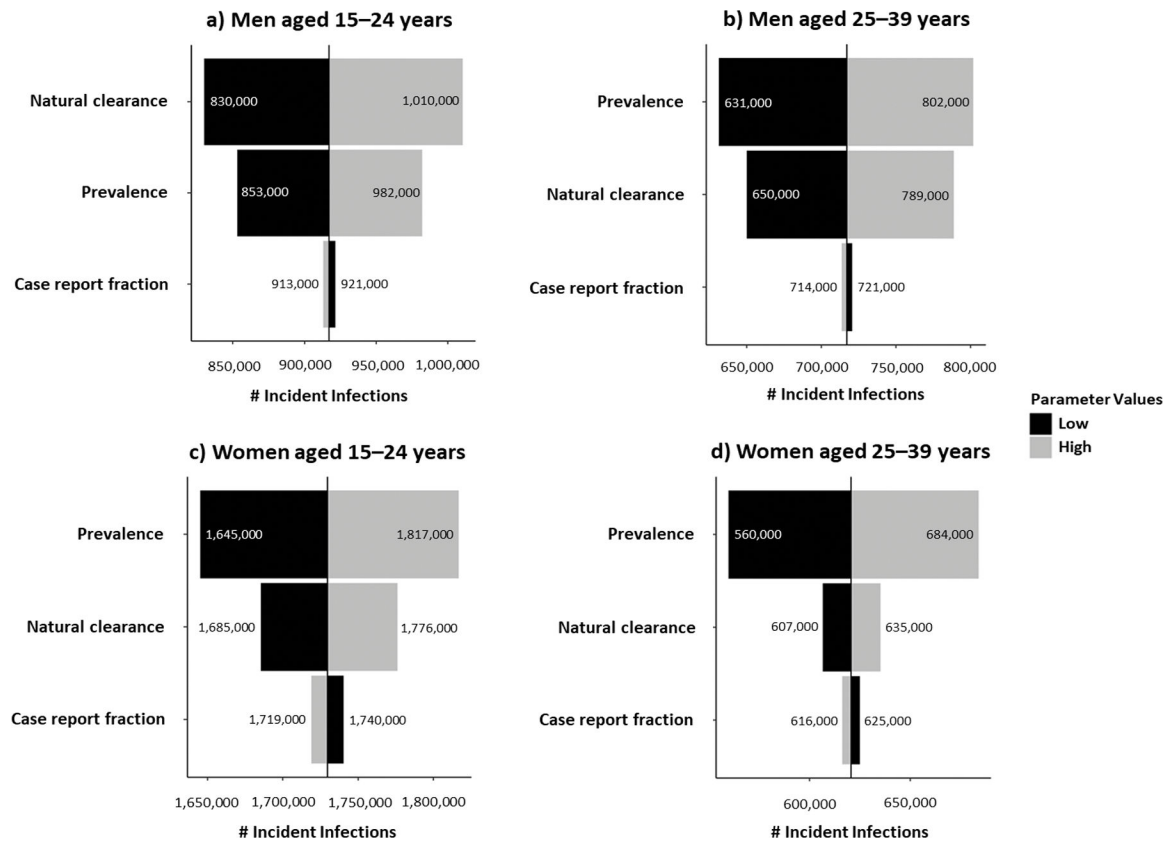 a) Men aged 15–24 years
Natural clearance
830,000
1,010,000
Prevalence
853,000
982,000
Case report fraction
913,000
921,000
850,000 900,000 950,000 1,000,000
# Incident Infections
b) Men aged 25–39 years
Prevalence
631,000
802,000
Natural clearance
650,000
789,000
Case report fraction
714,000
721,000
650,000 700,000 750,000 800,000
# Incident Infections
Parameter Values
Low
High
c) Women aged 15–24 years
Prevalence
1,645,000
1,817,000
Natural clearance
1,685,000
1,776,000
Case report fraction
1,719,000
1,740,000
1,650,000 1,700,000 1,750,000 1,800,000
# Incident Infections
d) Women aged 25–39 years
Prevalence
560,000
684,000
Natural clearance
607,000
635,000
Case report fraction
616,000
625,000
600,000 650,000
# Incident Infections